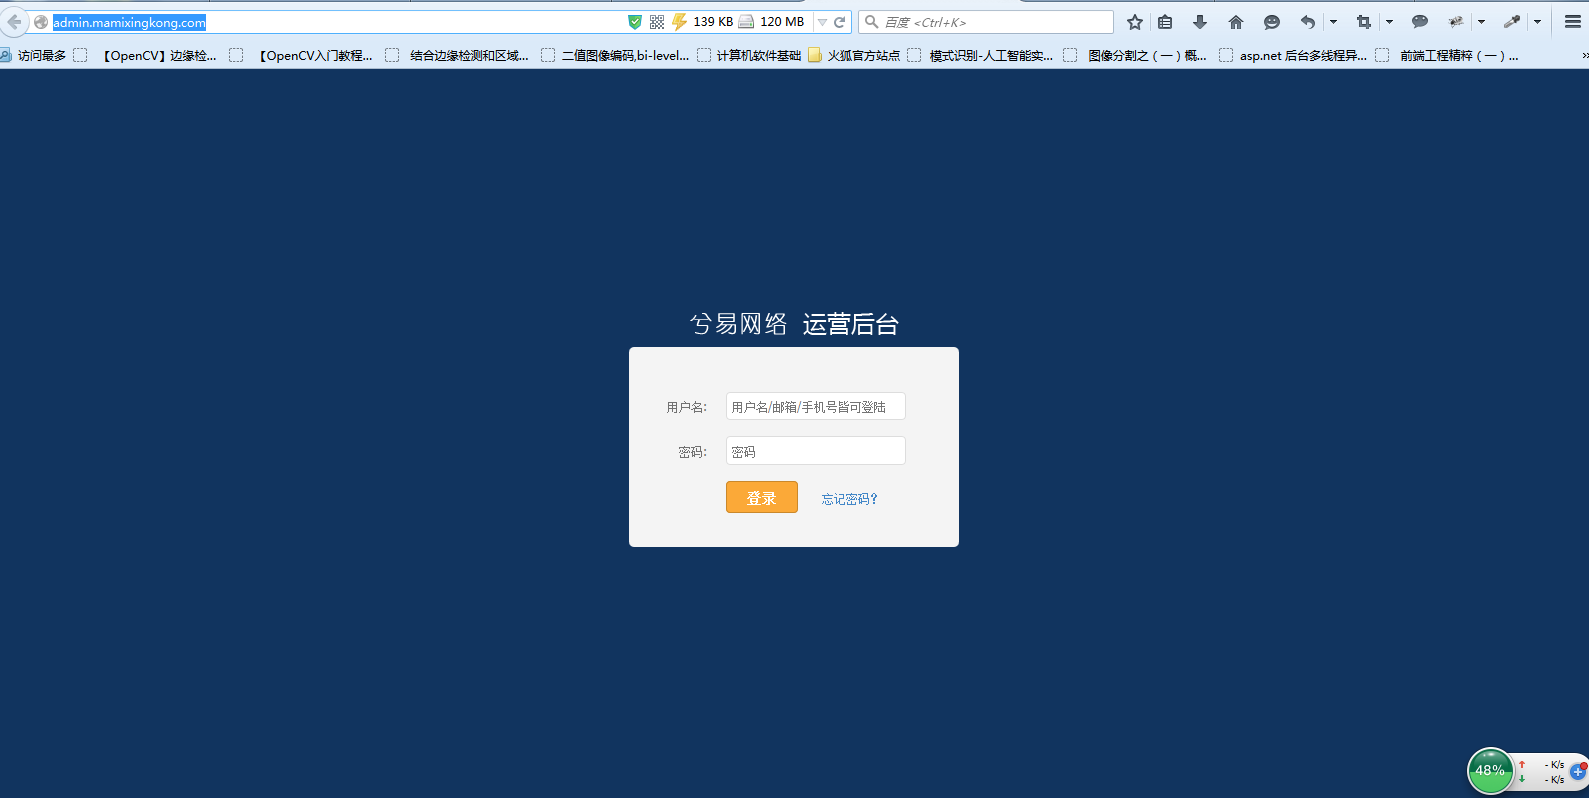 admin.mamixingkong.com 139 KB 120 MB 百度 <Ctrl+K>
访问最多 【OpenCV】边缘检... 【OpenCV入门教程... 结合边缘检测和区域... 二值图像编码,bi-level... 计算机软件基础 火狐官方站点 模式识别-人工智能实... 图像分割之（一）概... asp.net 后台多线程异... 前端工程精粹（一）... »
兮易网络 运营后台
用户名: 用户名/邮箱/手机号皆可登陆
密码: 密码
登录 忘记密码?
48% - K/s
- K/s